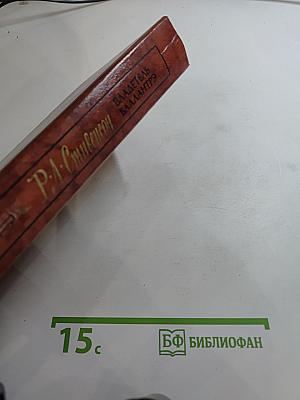 Р·Л·Стивенсон
ВЛАДЕТЕЛЬ
БАЛЛАНТРЭ
15с
БФ БИБЛИОФАН